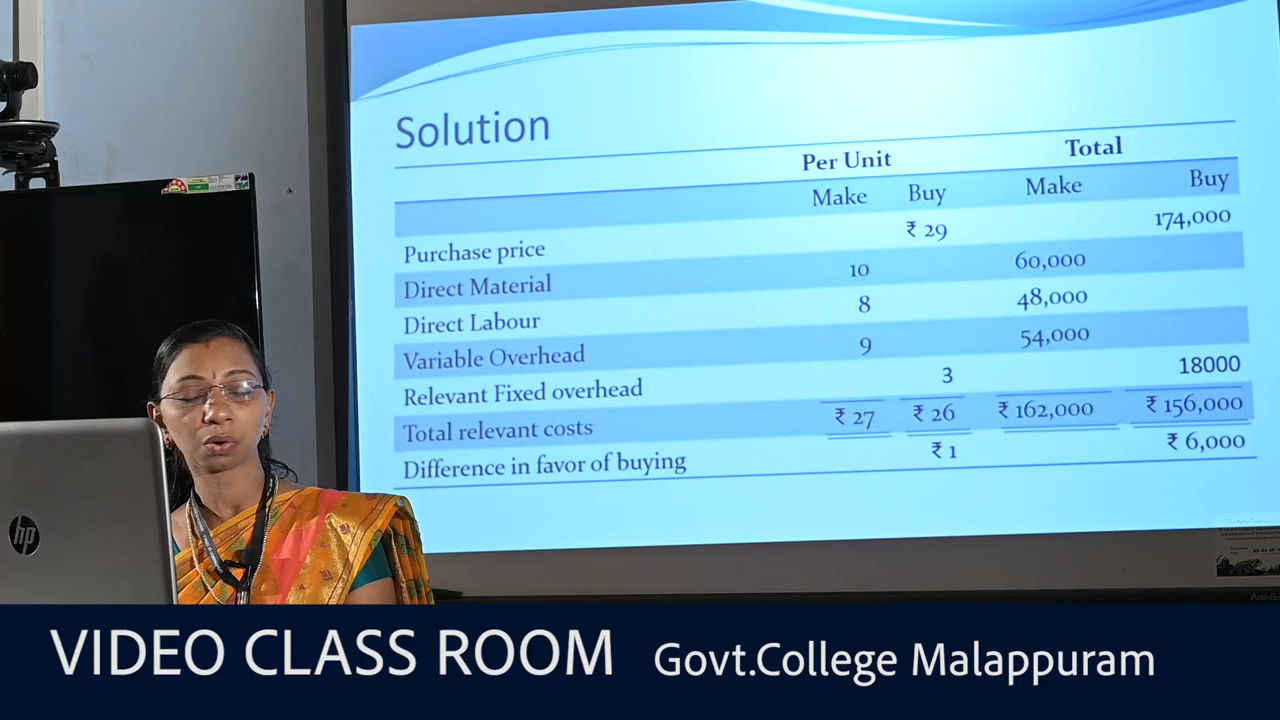 Solution
Per Unit Total
Make Buy Make Buy
Purchase price ₹ 29 174,000
Direct Material 10 60,000
Direct Labour 8 48,000
Variable Overhead 9 54,000
Relevant Fixed overhead 3 18000
Total relevant costs ₹ 27 ₹ 26 ₹ 162,000 ₹ 156,000
Difference in favor of buying ₹ 1 ₹ 6,000
hp
VIDEO CLASS ROOM Govt.College Malappuram